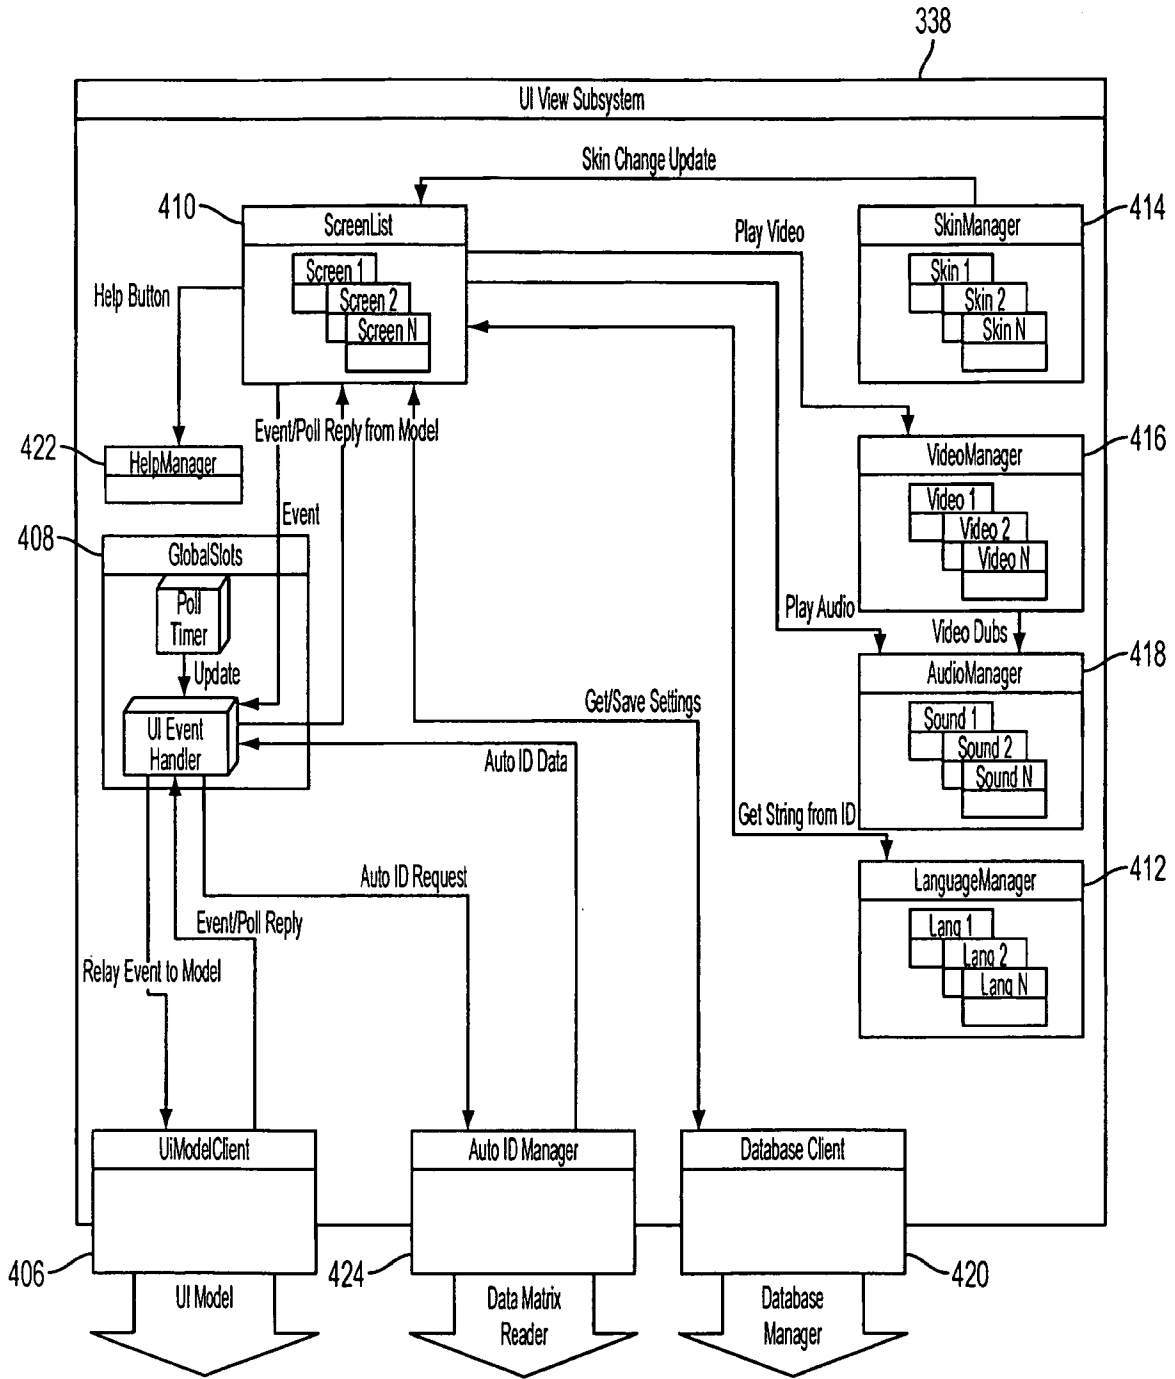 338
UI View Subsystem
Skin Change Update
410
ScreenList
Screen 1
Screen 2
Screen N
Play Video
SkinManager
414
Skin 1
Skin 2
Skin N
Help Button
Event/Poll Reply from Model
422
HelpManager
VideoManager
416
Video 1
Video 2
Video N
Event
408
GlobalSlots
Poll
Timer
Update
UI Event
Handler
Play Audio
Video Dubs
AudioManager
418
Sound 1
Sound 2
Sound N
Get/Save Settings
Auto ID Data
Get String from ID
LanguageManager
412
Lang 1
Lang 2
Lang N
Auto ID Request
Event/Poll Reply
Relay Event to Model
UiModelClient
Auto ID Manager
Database Client
406
424
420
UI Model
Data Matrix
Reader
Database
Manager